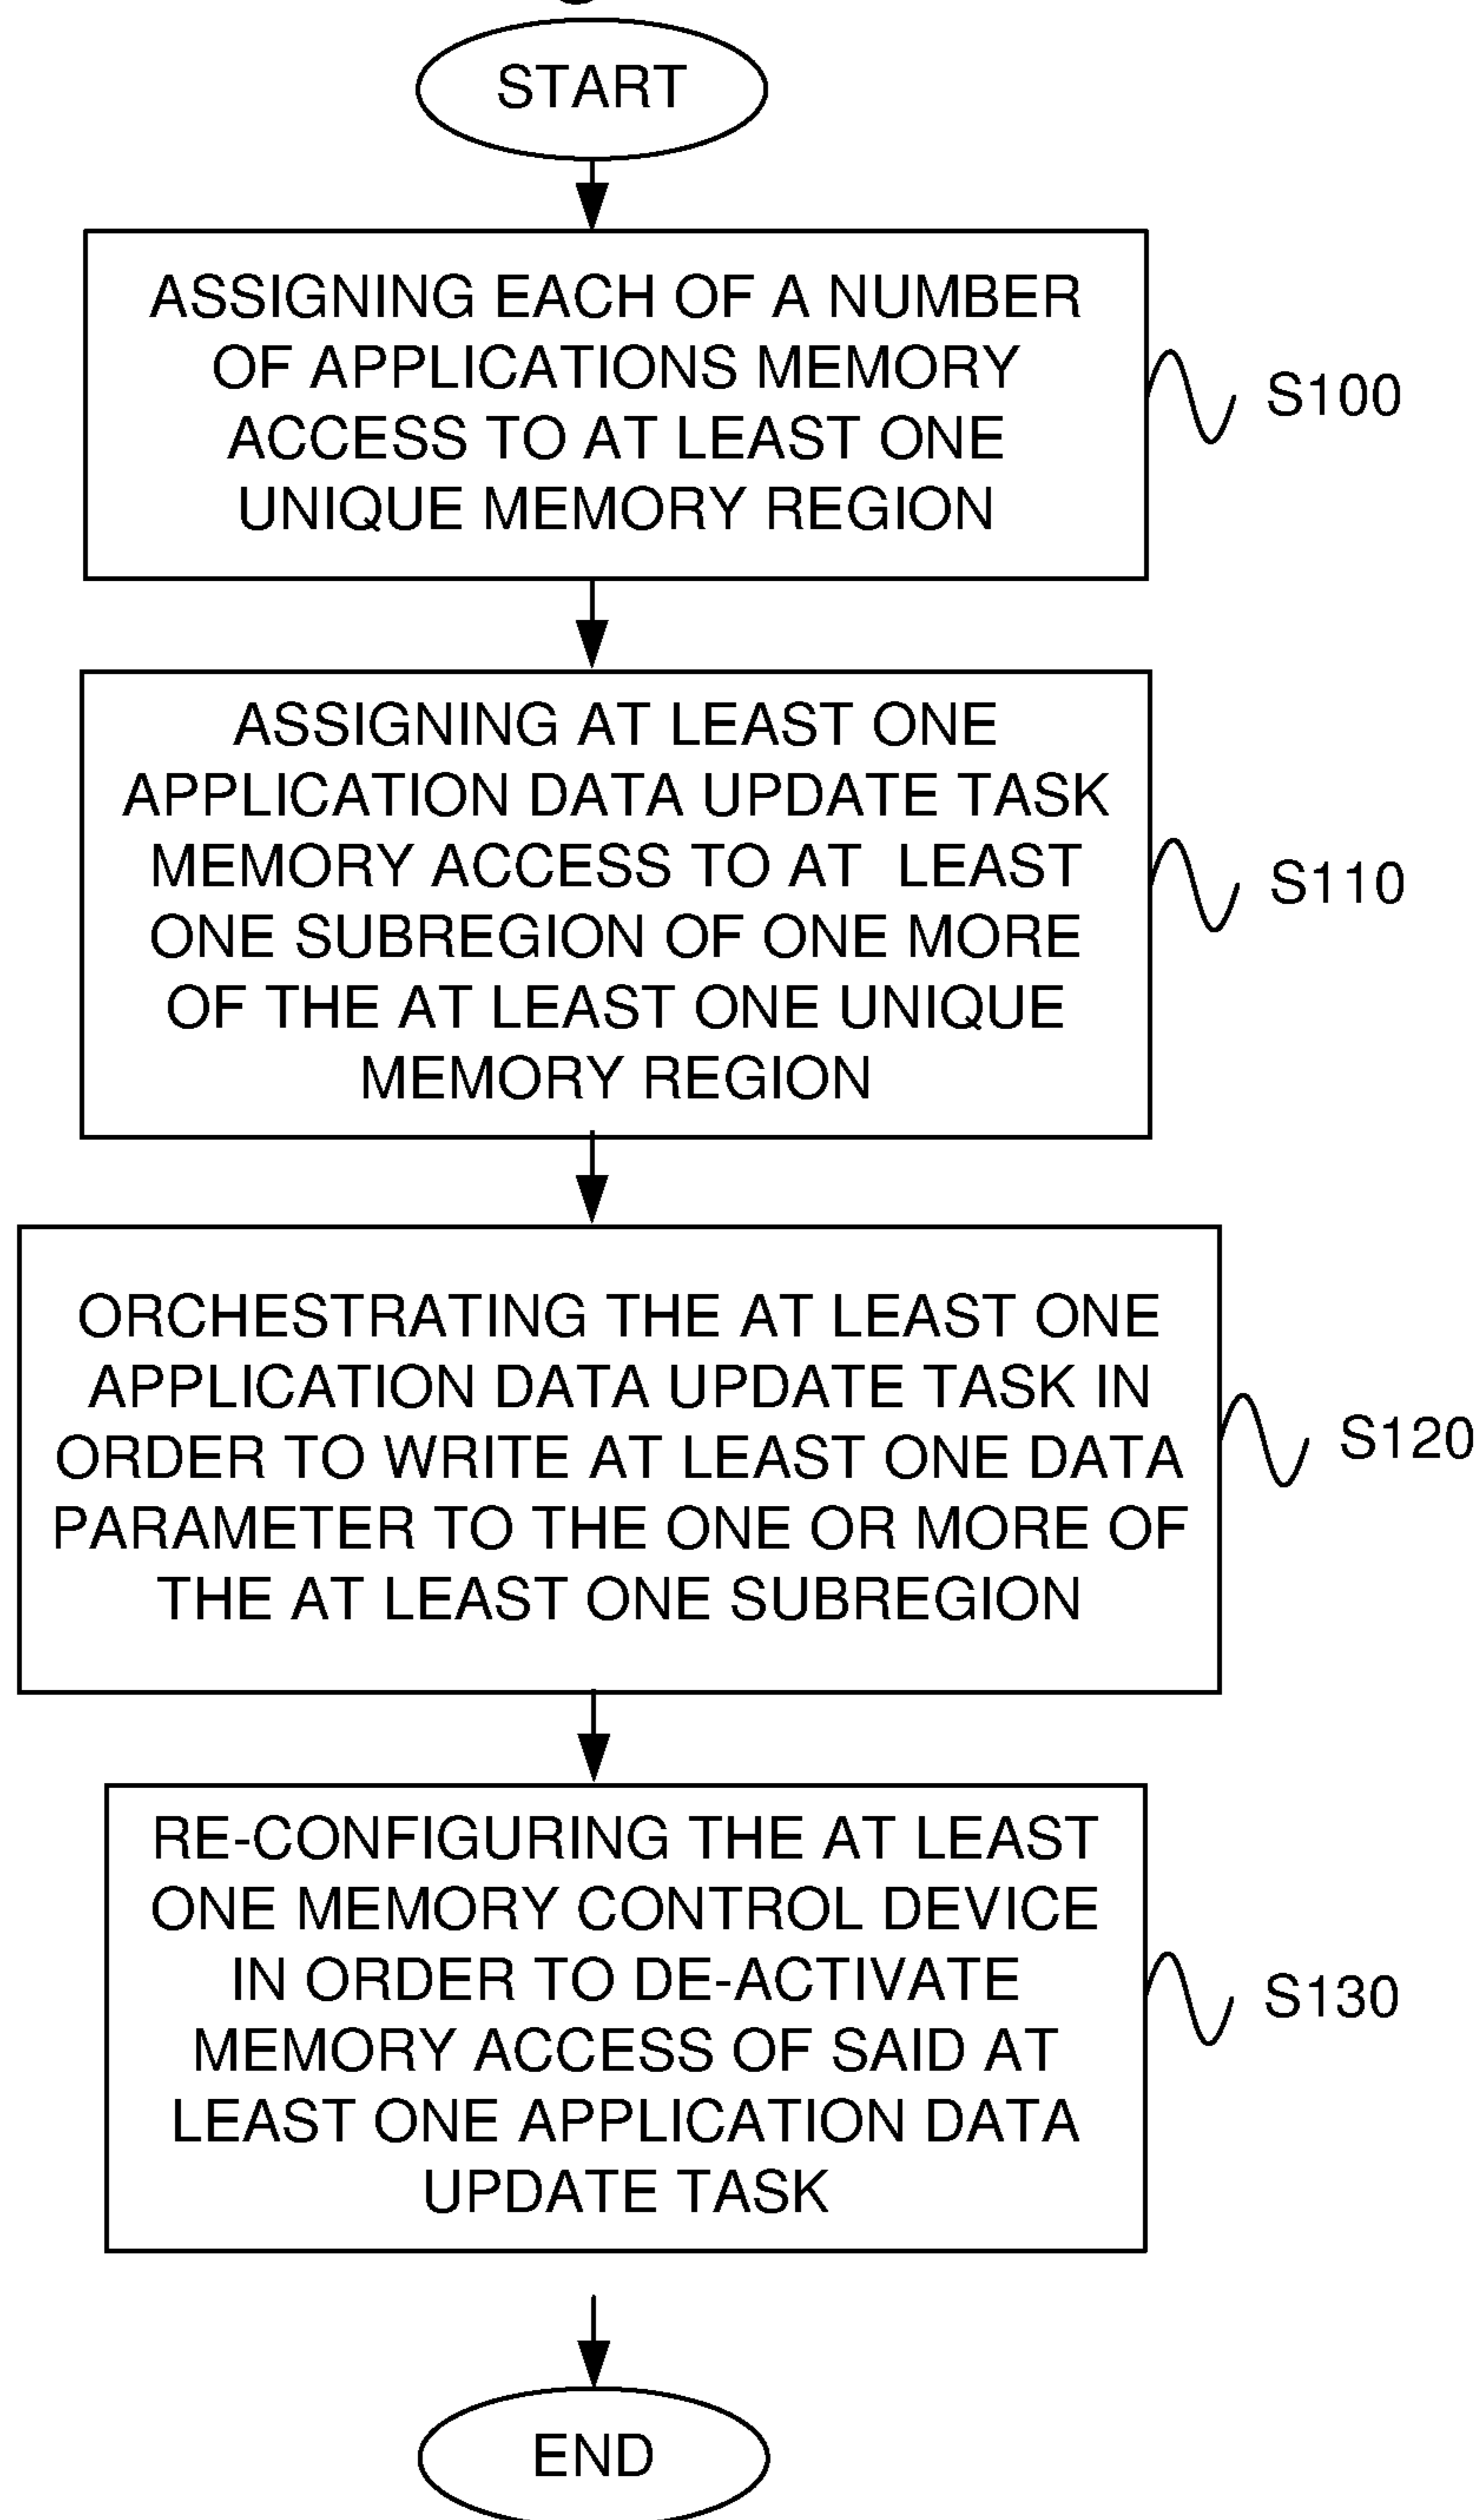 START
ASSIGNING EACH OF A NUMBER
OF APPLICATIONS MEMORY
ACCESS TO AT LEAST ONE
UNIQUE MEMORY REGION
S100
ASSIGNING AT LEAST ONE
APPLICATION DATA UPDATE TASK
MEMORY ACCESS TO AT LEAST
ONE SUBREGION OF ONE MORE
OF THE AT LEAST ONE UNIQUE
MEMORY REGION
S110
ORCHESTRATING THE AT LEAST ONE
APPLICATION DATA UPDATE TASK IN
ORDER TO WRITE AT LEAST ONE DATA
PARAMETER TO THE ONE OR MORE OF
THE AT LEAST ONE SUBREGION
S120
RE-CONFIGURING THE AT LEAST
ONE MEMORY CONTROL DEVICE
IN ORDER TO DE-ACTIVATE
MEMORY ACCESS OF SAID AT
LEAST ONE APPLICATION DATA
UPDATE TASK
S130
END